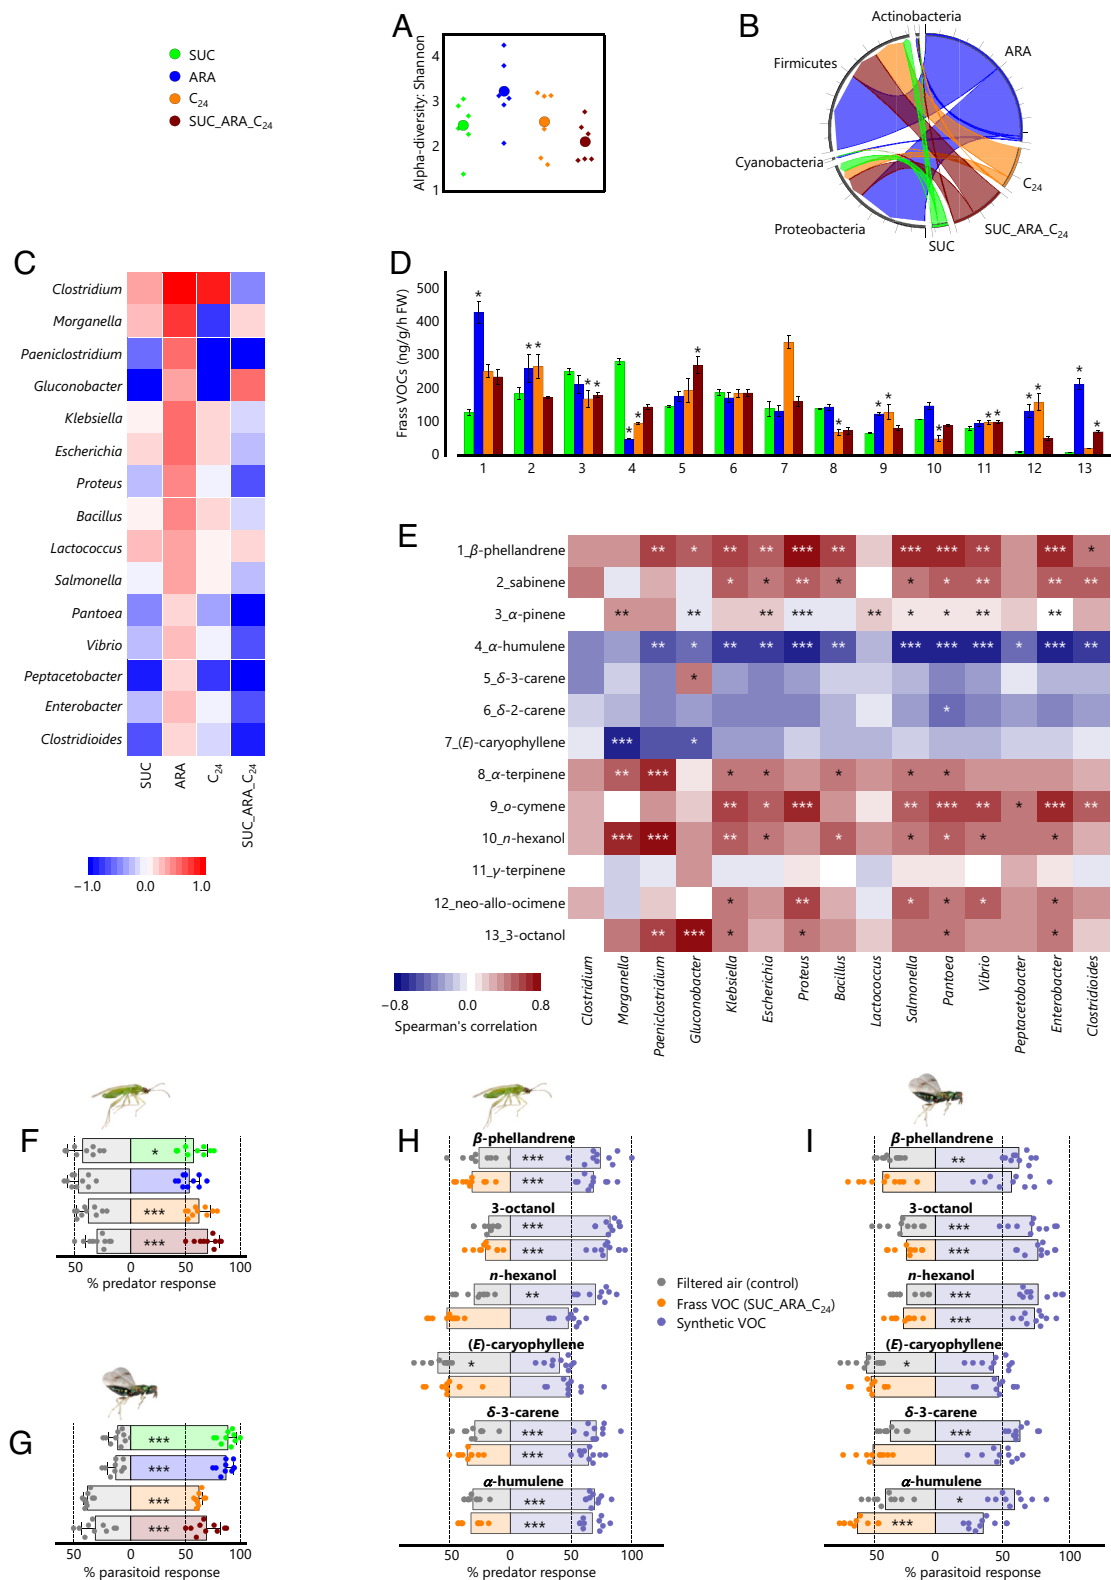 SUC
ARA
C24
SUC_ARA_C24
A
Alpha-diversity: Shannon
4
3
2
1
B
Actinobacteria
ARA
Firmicutes
Cyanobacteria
C24
Proteobacteria
SUC_ARA_C24
SUC
C
Clostridium
Morganella
Paeniclostridium
Gluconobacter
Klebsiella
Escherichia
Proteus
Bacillus
Lactococcus
Salmonella
Pantoea
Vibrio
Peptacetobacter
Enterobacter
Clostridioides
SUC
ARA
C24
SUC_ARA_C24
−1.0 0.0 1.0
D
Frass VOCs (ng/g/h FW)
500
400
300
200
100
0
1 2 3 4 5 6 7 8 9 10 11 12 13
E
1_β-phellandrene ** * ** ** *** ** *** *** ** *** *
2_sabinene * * ** * * * ** ** **
3_α-pinene ** ** ** *** ** * * ** **
4_α-humulene ** * ** ** *** ** *** *** *** * *** **
5_δ-3-carene *
6_δ-2-carene *
7_(E)-caryophyllene *** *
8_α-terpinene ** *** * * * * *
9_o-cymene ** * *** ** *** ** * *** **
10_n-hexanol *** *** ** * * * * * *
11_γ-terpinene
12_neo-allo-ocimene * ** * * * *
13_3-octanol ** *** * * * *
Clostridium
Morganella
Paeniclostridium
Gluconobacter
Klebsiella
Escherichia
Proteus
Bacillus
Lactococcus
Salmonella
Pantoea
Vibrio
Peptacetobacter
Enterobacter
Clostridioides
−0.8 0.0 0.8
Spearman's correlation
F
*
***
***
50 0 50 100
% predator response
G
***
***
***
***
50 0 50 100
% parasitoid response
H
β-phellandrene
***
***
3-octanol
***
***
n-hexanol
**
(E)-caryophyllene
*
δ-3-carene
***
***
α-humulene
***
***
50 0 50 100
% predator response
Filtered air (control)
Frass VOC (SUC_ARA_C24)
Synthetic VOC
I
β-phellandrene
**
3-octanol
***
***
n-hexanol
***
***
(E)-caryophyllene
*
δ-3-carene
***
α-humulene
*
***
50 0 50 100
% parasitoid response